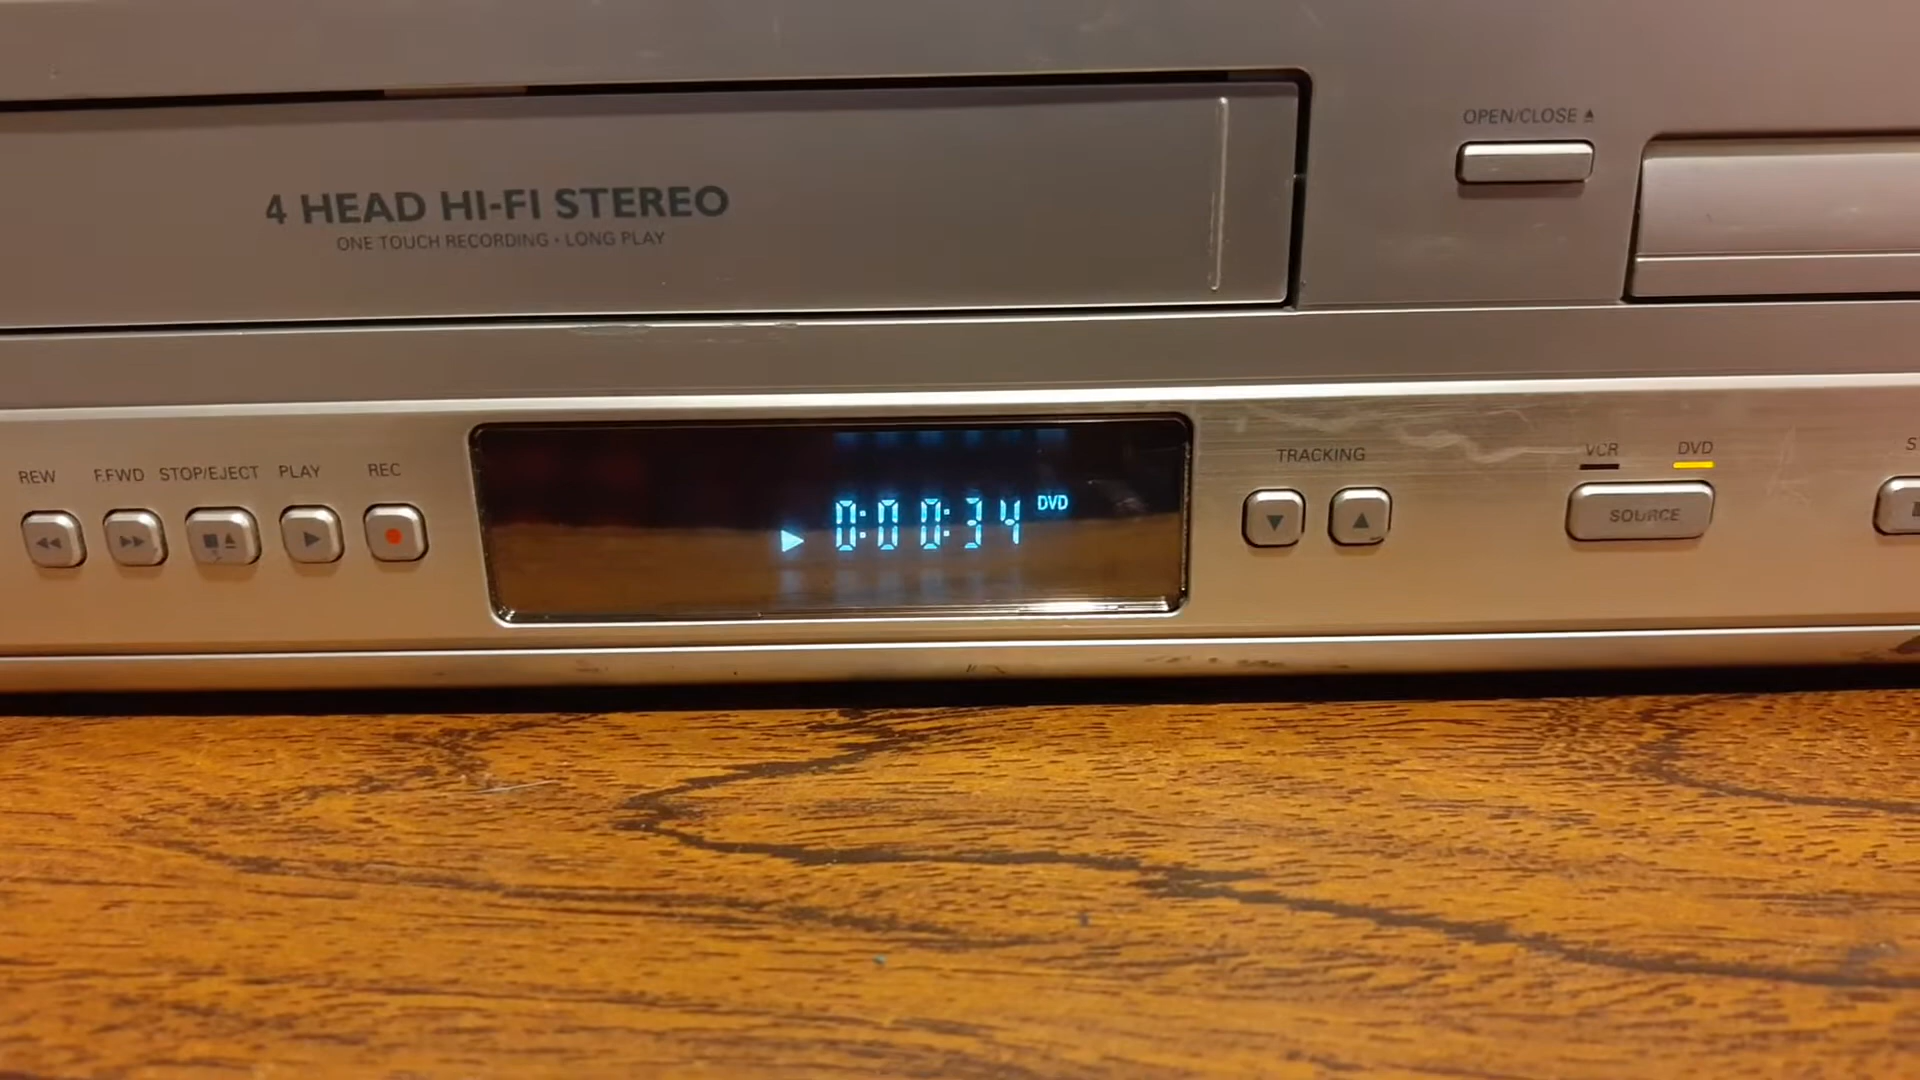 OPEN/CLOSE
4 HEAD HI-FI STEREO
ONE TOUCH RECORDING • LONG PLAY
REW F.FWD STOP/EJECT PLAY REC
0:00:34 DVD
TRACKING
VCR DVD
SOURCE